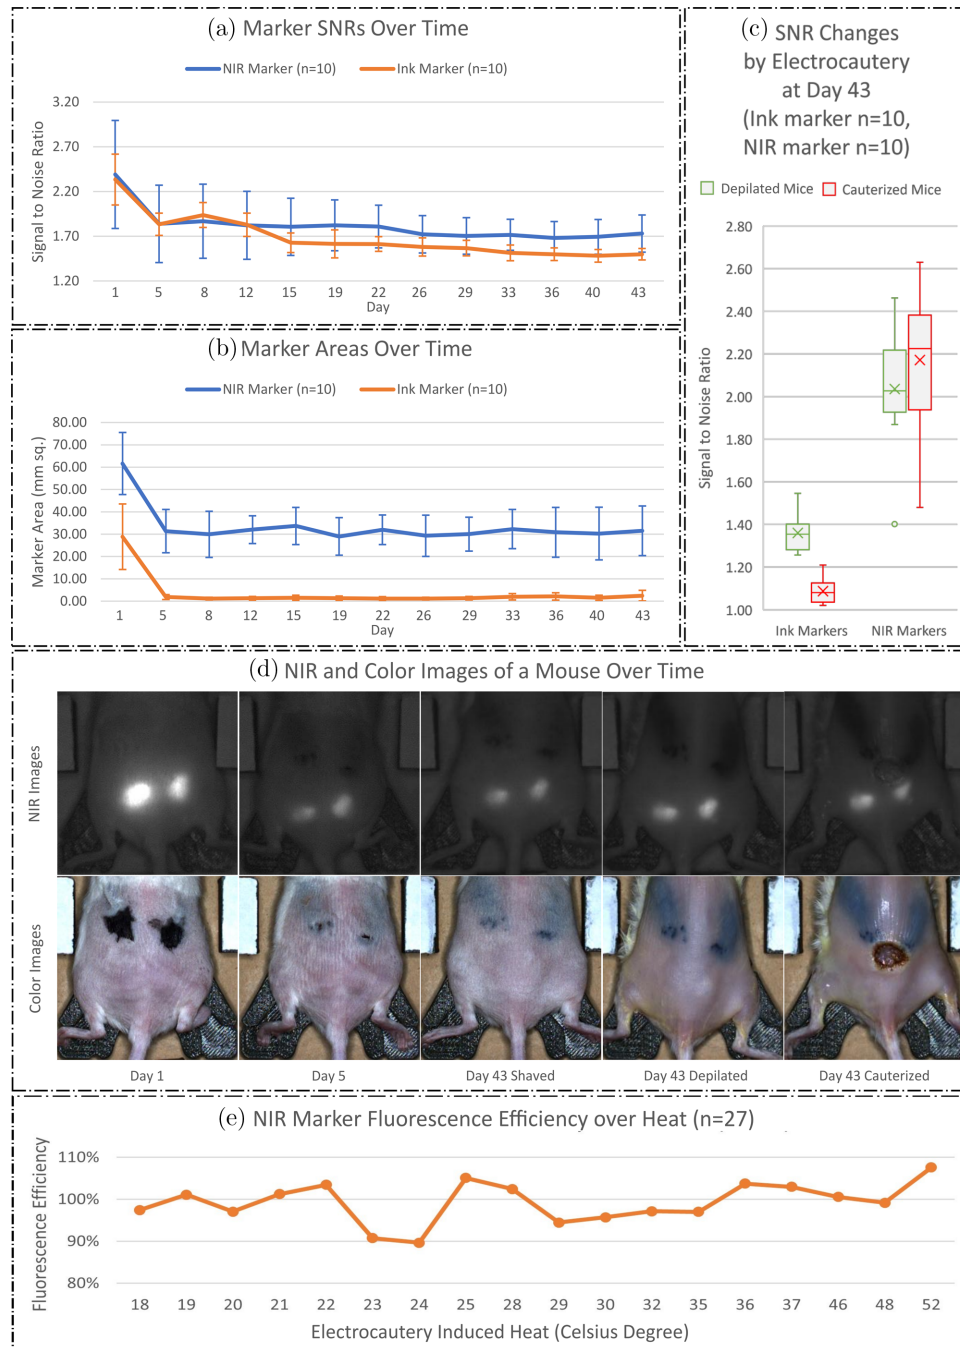 (a) Marker SNRs Over Time
NIR Marker (n=10) Ink Marker (n=10)
Signal to Noise Ratio
3.20
2.70
2.20
1.70
1.20
1 5 8 12 15 19 22 26 29 33 36 40 43
Day
(b) Marker Areas Over Time
NIR Marker (n=10) Ink Marker (n=10)
Marker Area (mm sq.)
80.00
70.00
60.00
50.00
40.00
30.00
20.00
10.00
0.00
1 5 8 12 15 19 22 26 29 33 36 40 43
Day
(c) SNR Changes
by Electrocautery
at Day 43
(Ink marker n=10,
NIR marker n=10)
Depilated Mice Cauterized Mice
Signal to Noise Ratio
2.80
2.60
2.40
2.20
2.00
1.80
1.60
1.40
1.20
1.00
Ink Markers NIR Markers
(d) NIR and Color Images of a Mouse Over Time
NIR Images
Color Images
Day 1 Day 5 Day 43 Shaved Day 43 Depilated Day 43 Cauterized
(e) NIR Marker Fluorescence Efficiency over Heat (n=27)
Fluorescence Efficiency
110%
100%
90%
80%
18 19 20 21 22 23 24 25 28 29 30 32 35 36 37 46 48 52
Electrocautery Induced Heat (Celsius Degree)